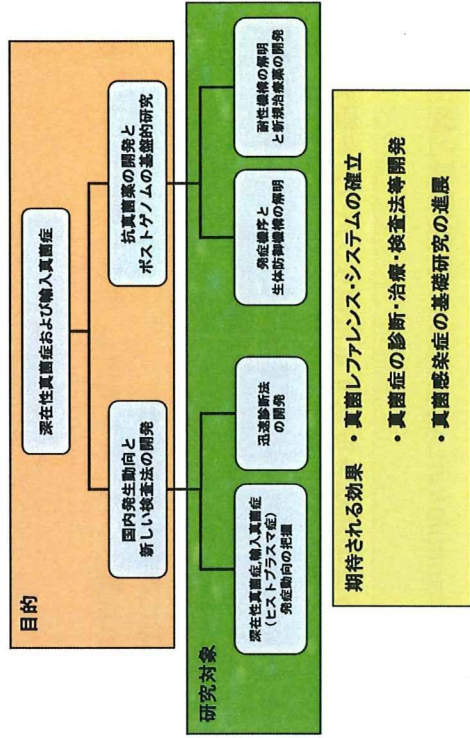 目的
深在性真菌症および輸入真菌症
国内発生動向と
新しい検査法の開発
抗真菌薬の開発と
ポストゲノムの基盤的研究
研究対象
深在性真菌症,輸入真菌症
(ヒストプラスマ症)
発症動向の把握
迅速診断法
の開発
発症機序と
生体防御機構の解明
耐性機構の解明
と新規治療薬の開発
期待される効果 ・真菌レファレンス・システムの確立
・真菌症の診断・治療・検査法等開発
・真菌感染症の基礎研究の進展